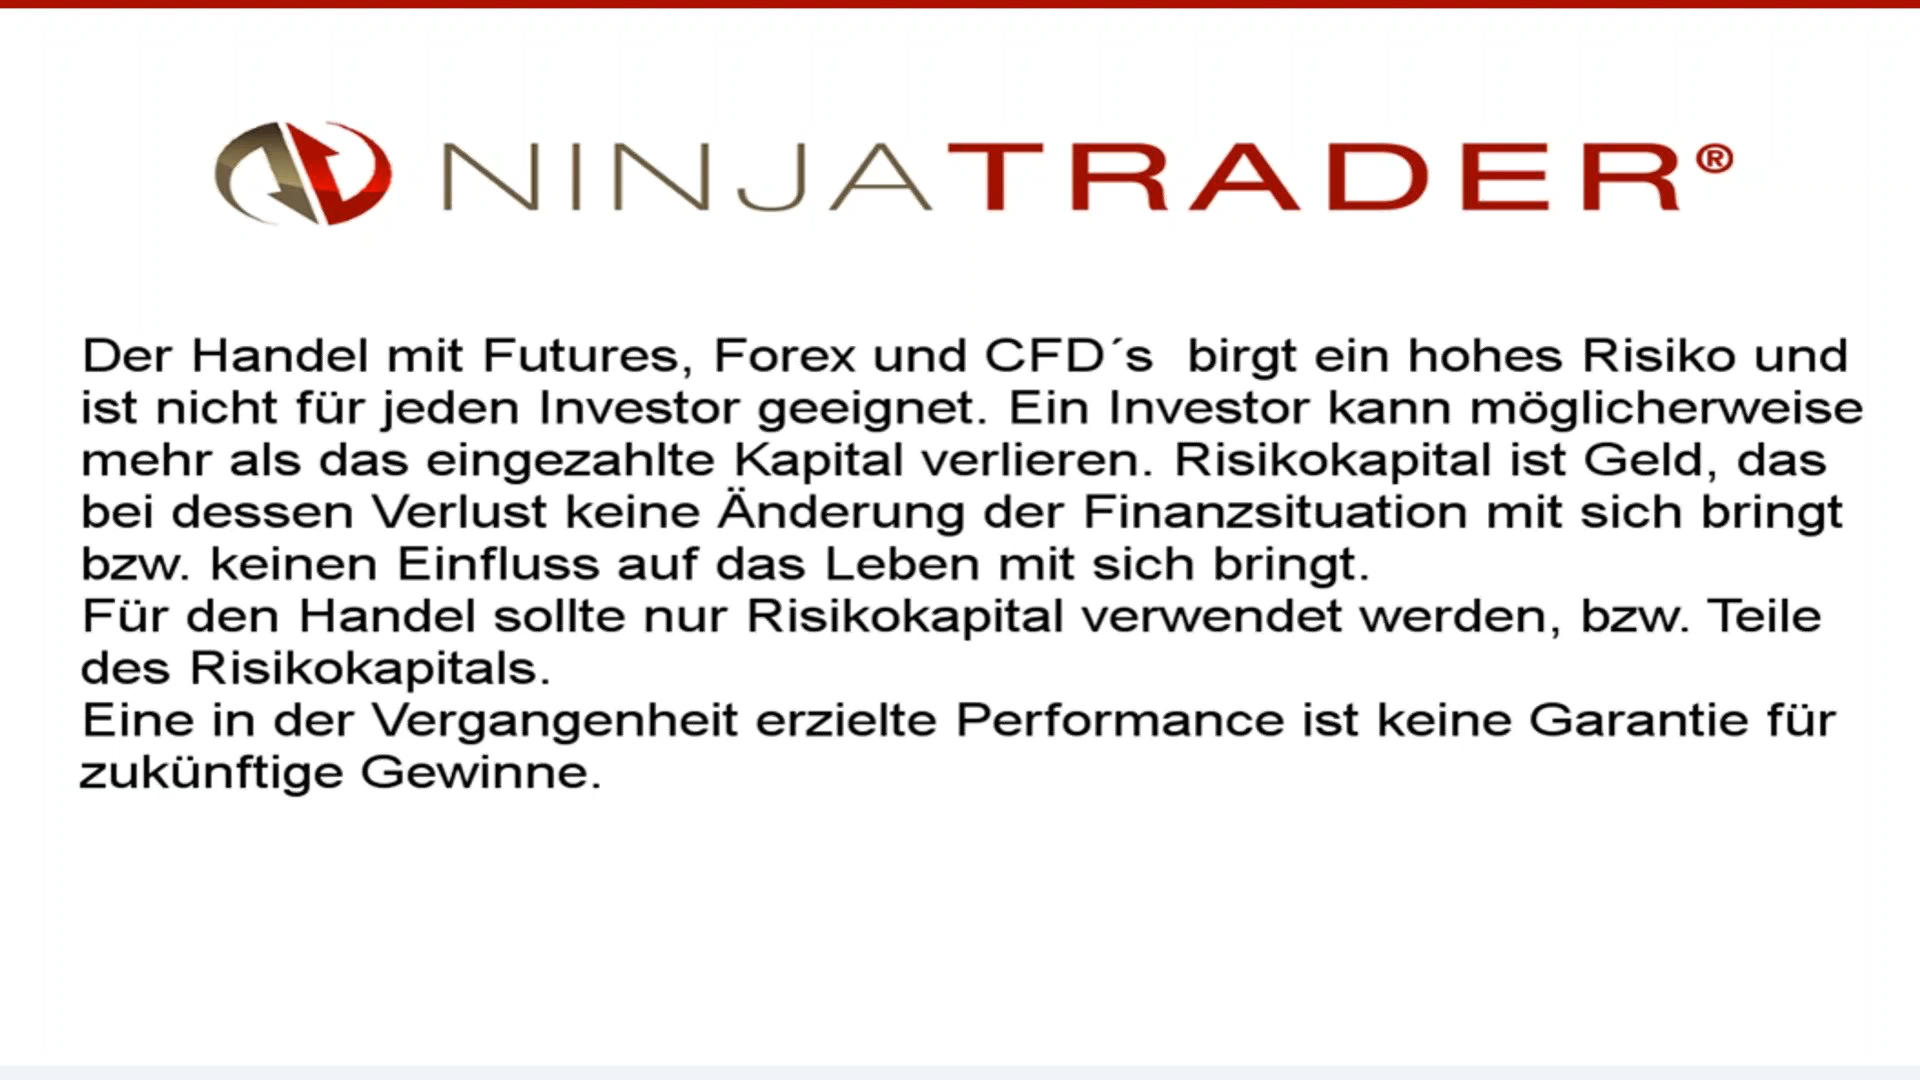 NINJATRADER®
Der Handel mit Futures, Forex und CFD´s  birgt ein hohes Risiko und
ist nicht für jeden Investor geeignet. Ein Investor kann möglicherweise
mehr als das eingezahlte Kapital verlieren. Risikokapital ist Geld, das
bei dessen Verlust keine Änderung der Finanzsituation mit sich bringt
bzw. keinen Einfluss auf das Leben mit sich bringt.
Für den Handel sollte nur Risikokapital verwendet werden, bzw. Teile
des Risikokapitals.
Eine in der Vergangenheit erzielte Performance ist keine Garantie für
zukünftige Gewinne.